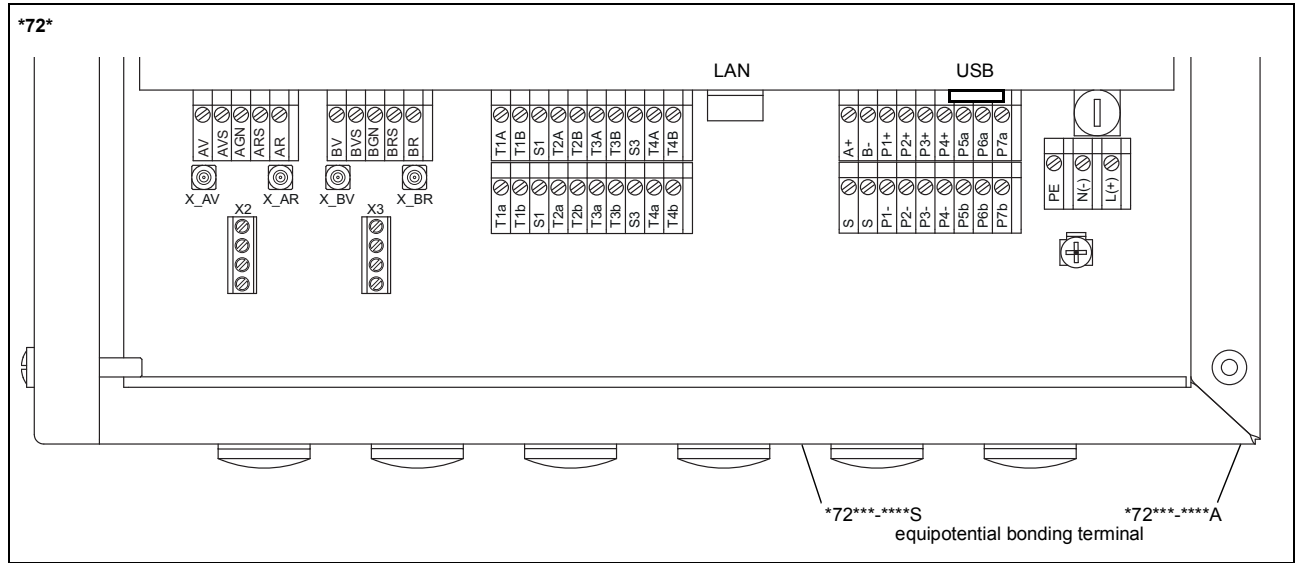 *72*
LAN USB
AV AVS AGN ARS AR BV BVS BGN BRS BR T1A T1B S1 T2A T2B T3A T3B S3 T4A T4B A+ B- P1+ P2+ P3+ P4+ P5a P6a P7a
PE N(-) L(+)
X_AV X_AR X_BV X_BR
T1a T1b S1 T2a T2b T3a T3b S3 T4a T4b S S P1- P2- P3- P4- P5b P6b P7b
X2 X3
*72***-****S *72***-****A
equipotential bonding terminal